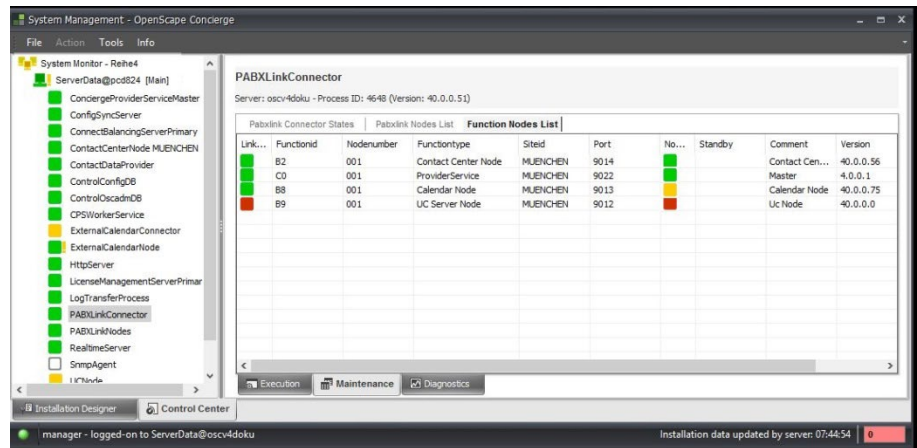 System Management - OpenScape Concierge
File Action Tools Info
System Monitor - Reihe4
ServerData@pcd824 [Main]
ConciergeProviderServiceMaster
ConfigSyncServer
ConnectBalancingServerPrimary
ContactCenterNode MUENCHEN
ContactDataProvider
ControlConfigDB
ControlOscadmDB
CPSWorkerService
ExternalCalendarConnector
ExternalCalendarNode
HttpServer
LicenseManagementServerPrimar
LogTransferProcess
PABXLinkConnector
PABXLinkNodes
RealtimeServer
SnmpAgent
UCNode
Installation Designer Control Center
PABXLinkConnector
Server: oscv4doku - Process ID: 4648 (Version: 40.0.0.51)
Pabxlink Connector States Pabxlink Nodes List Function Nodes List
Link... Functionid Nodenumber Functiontype Siteid Port No... Standby Comment Version
B2 001 Contact Center Node MUENCHEN 9014 Contact Cen... 40.0.0.56
C0 001 ProviderService MUENCHEN 9022 Master 4.0.0.1
B8 001 Calendar Node MUENCHEN 9013 Calendar Node 40.0.0.75
B9 001 UC Server Node MUENCHEN 9012 Uc Node 40.0.0.0
Execution Maintenance Diagnostics
manager - logged-on to ServerData@oscv4doku Installation data updated by server: 07:44:54 0